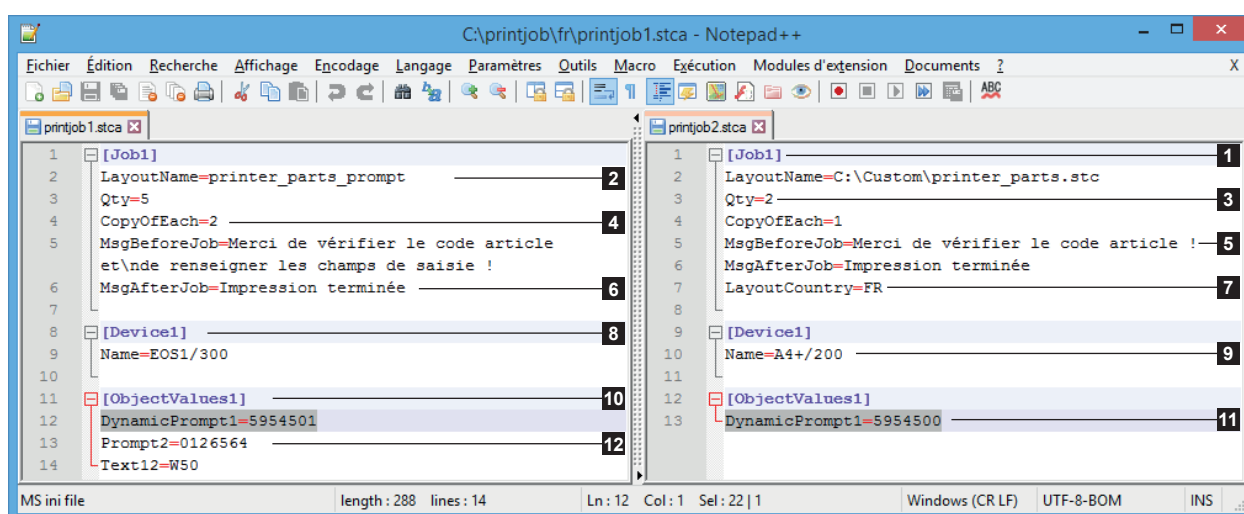 C:\printjob\fr\printjob1.stca - Notepad++
Fichier Édition Recherche Affichage Encodage Langage Paramètres Outils Macro Exécution Modules d'extension Documents ? X
ABC
printjob1.stca
1 [Job1]
2 LayoutName=printer_parts_prompt 2
3 Qty=5
4 CopyOfEach=2 4
5 MsgBeforeJob=Merci de vérifier le code article
et\nde renseigner les champs de saisie !
6 MsgAfterJob=Impression terminée 6
7
8 [Device1] 8
9 Name=EOS1/300
10
11 [ObjectValues1] 10
12 DynamicPrompt1=5954501
13 Prompt2=0126564 12
14 Text12=W50
printjob2.stca
1 [Job1] 1
2 LayoutName=C:\Custom\printer_parts.stc
3 Qty=2 3
4 CopyOfEach=1
5 MsgBeforeJob=Merci de vérifier le code article ! 5
6 MsgAfterJob=Impression terminée
7 LayoutCountry=FR 7
8
9 [Device1]
10 Name=A4+/200 9
11
12 [ObjectValues1]
13 DynamicPrompt1=5954500 11
MS ini file length : 288 lines : 14 Ln : 12 Col : 1 Sel : 22 | 1 Windows (CR LF) UTF-8-BOM INS